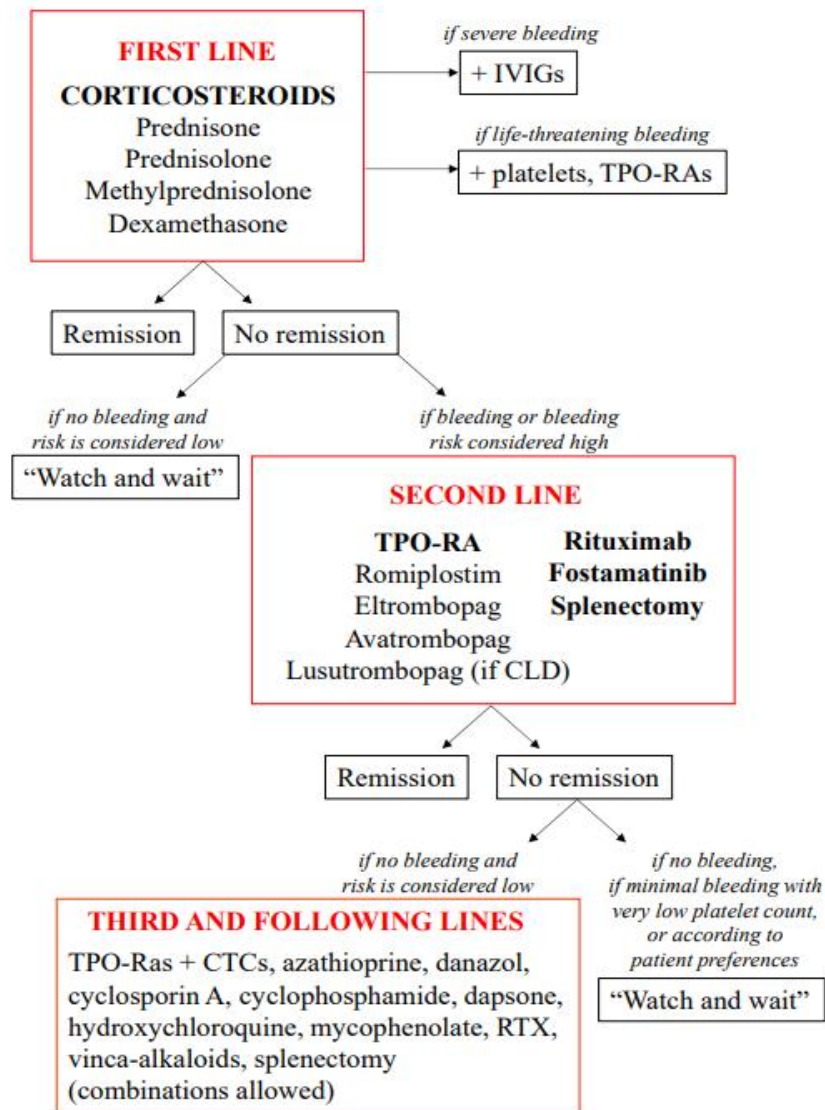 FIRST LINE
CORTICOSTEROIDS
Prednisone
Prednisolone
Methylprednisolone
Dexamethasone
if severe bleeding
+ IVIGs
if life-threatening bleeding
+ platelets, TPO-RAs
Remission
No remission
if no bleeding and
risk is considered low
"Watch and wait"
if bleeding or bleeding
risk considered high
SECOND LINE
TPO-RA
Romiplostim
Eltrombopag
Avatrombopag
Lusutrombopag (if CLD)
Rituximab
Fostamatinib
Splenectomy
Remission
No remission
if no bleeding and
risk is considered low
THIRD AND FOLLOWING LINES
TPO-Ras + CTCs, azathioprine, danazol,
cyclosporin A, cyclophosphamide, dapsone,
hydroxychloroquine, mycophenolate, RTX,
vinca-alkaloids, splenectomy
(combinations allowed)
if no bleeding,
if minimal bleeding with
very low platelet count,
or according to
patient preferences
"Watch and wait"